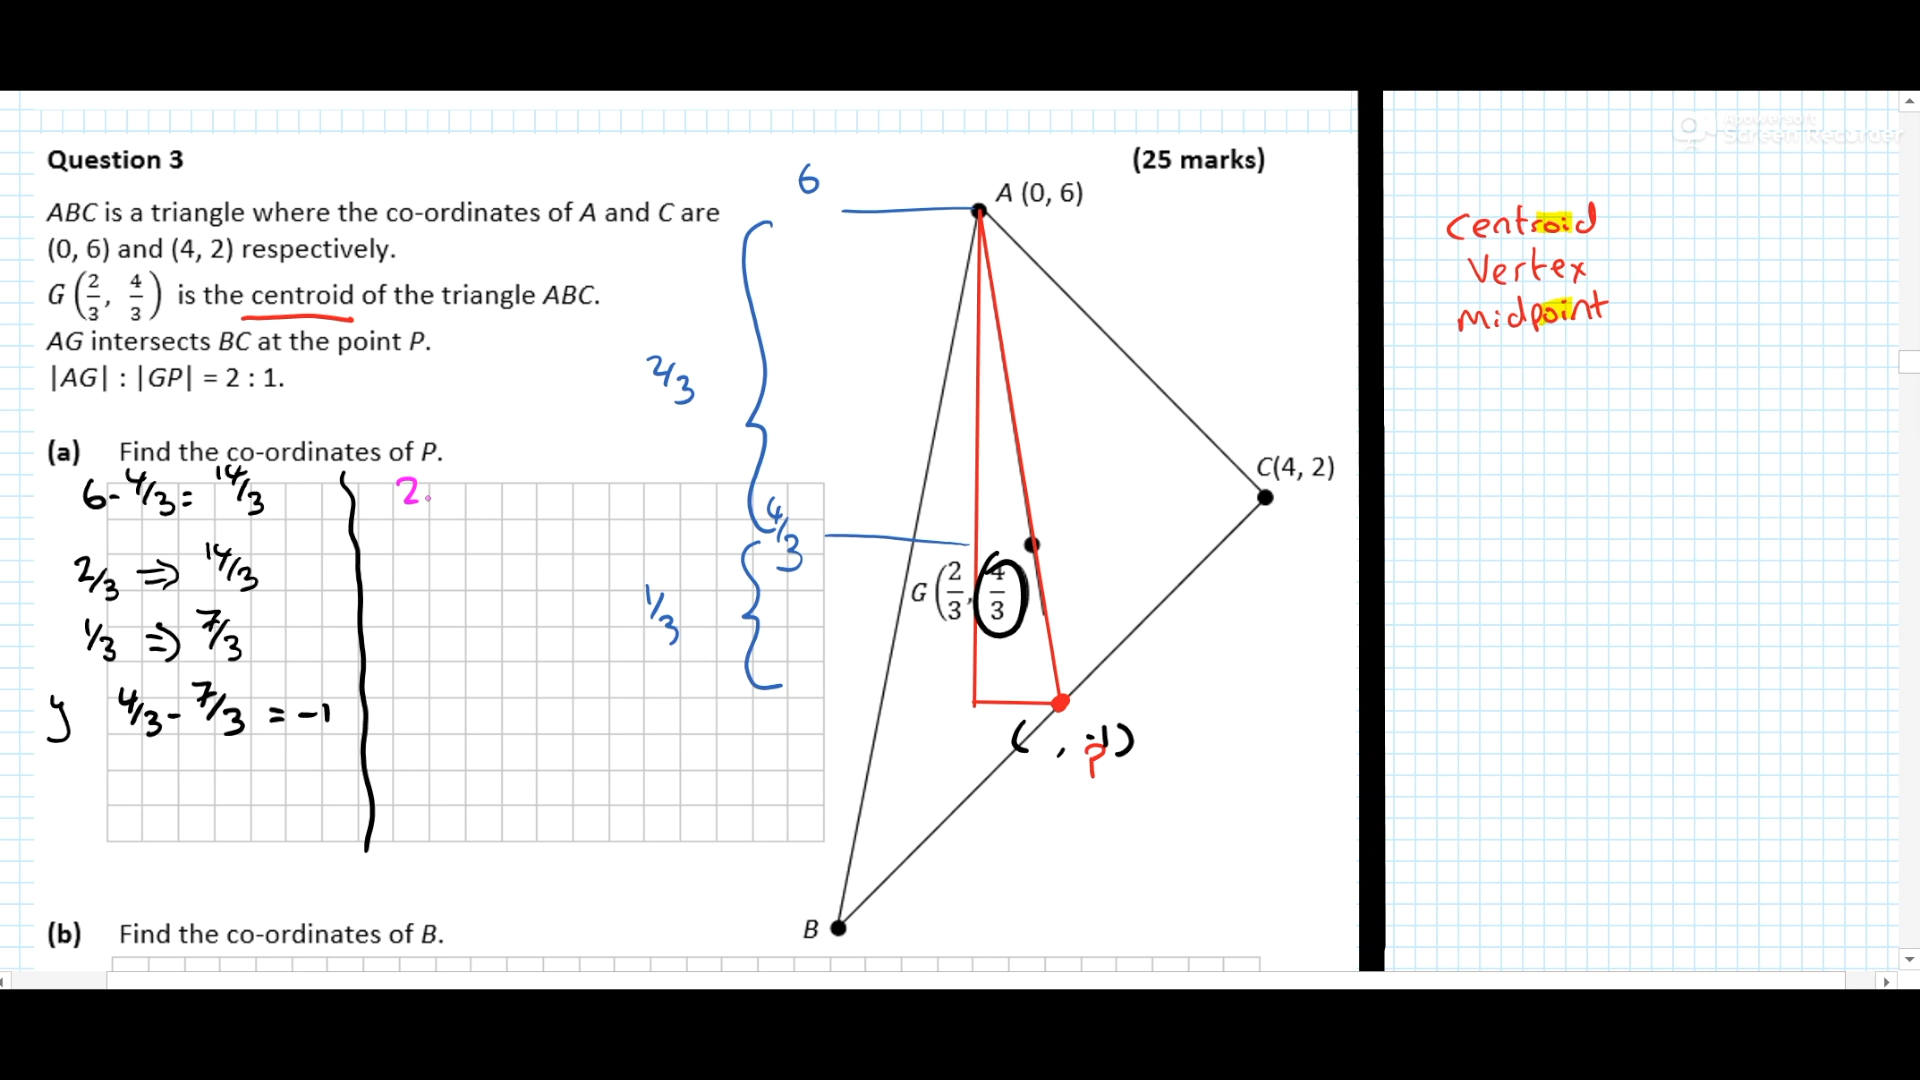 Apowersoft
Screen Recorder
Question 3
(25 marks)
ABC is a triangle where the co-ordinates of A and C are
(0, 6) and (4, 2) respectively.
G (2/3, 4/3) is the centroid of the triangle ABC.
AG intersects BC at the point P.
|AG| : |GP| = 2 : 1.
(a) Find the co-ordinates of P.
6 - 4/3 = 14/3
2/3 ⇒ 14/3
1/3 ⇒ 7/3
y 4/3 - 7/3 = -1
2.
6
2/3
4/3
1/3
A (0, 6)
C(4, 2)
G (2/3, 4/3)
( , -1)
P
B
(b) Find the co-ordinates of B.
Centroid
Vertex
Midpoint